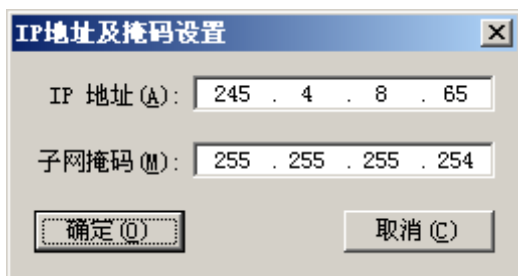 IP地址及掩码设置
IP 地址(A): 245 . 4 . 8 . 65
子网掩码(M): 255 . 255 . 255 . 254
确定(O) 取消(C)